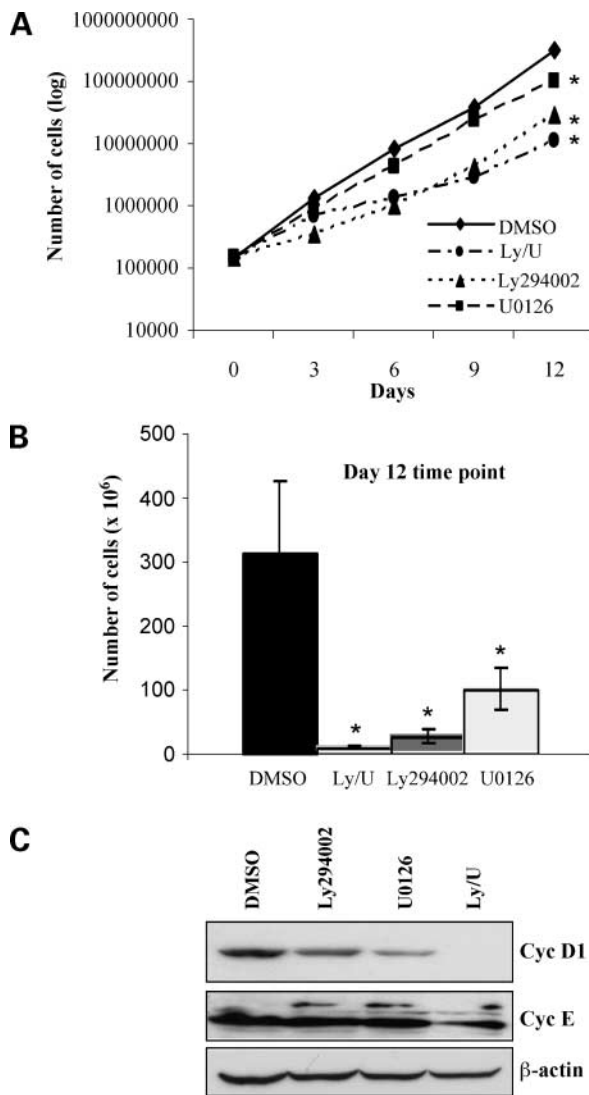 A
Number of cells (log)
1000000000
100000000
10000000
1000000
100000
10000
DMSO
Ly/U
Ly294002
U0126
*
*
*
0 3 6 9 12
Days
B
Number of cells (x 10⁶)
500
400
300
200
100
0
Day 12 time point
* * *
DMSO Ly/U Ly294002 U0126
C
DMSO Ly294002 U0126 Ly/U
Cyc D1
Cyc E
β-actin